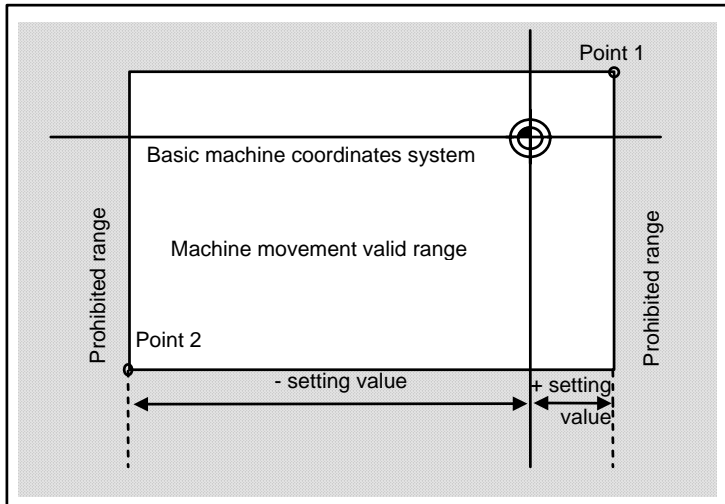 Point 1
Basic machine coordinates system
Prohibited range
Machine movement valid range
Prohibited range
Point 2
- setting value
+ setting
value